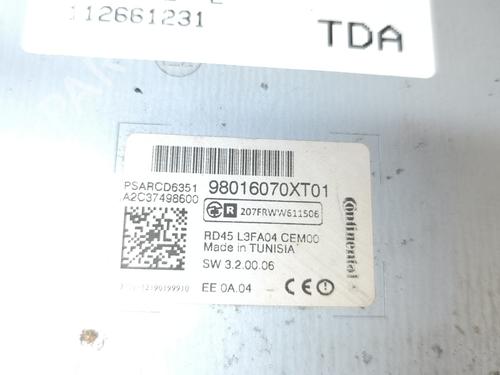 112661231
TDA
PSARCD6351 98016070XT01
A2C37498600
R 207FRWW611506
RD45 L3FA04 CEM00
Made in TUNISIA
SW 3.2.00.06
EE 0A.04 CE
Continental